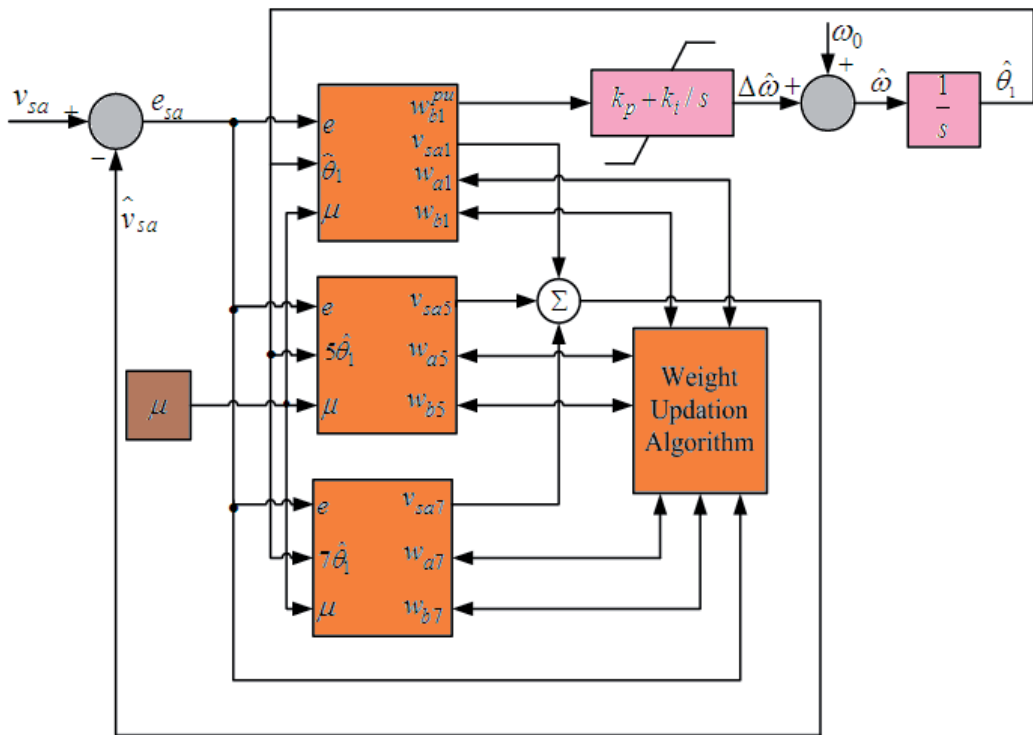 v_sa +
−
e_sa
v̂_sa
μ
e
θ̂_1
μ
w_b1^pu
v_sa1
w_a1
w_b1
e
5θ̂_1
μ
v_sa5
w_a5
w_b5
e
7θ̂_1
μ
v_sa7
w_a7
w_b7
Σ
k_p + k_t / s
Δω̂ +
ω_0
+
ω̂
1
s
θ̂_1
Weight
Updation
Algorithm